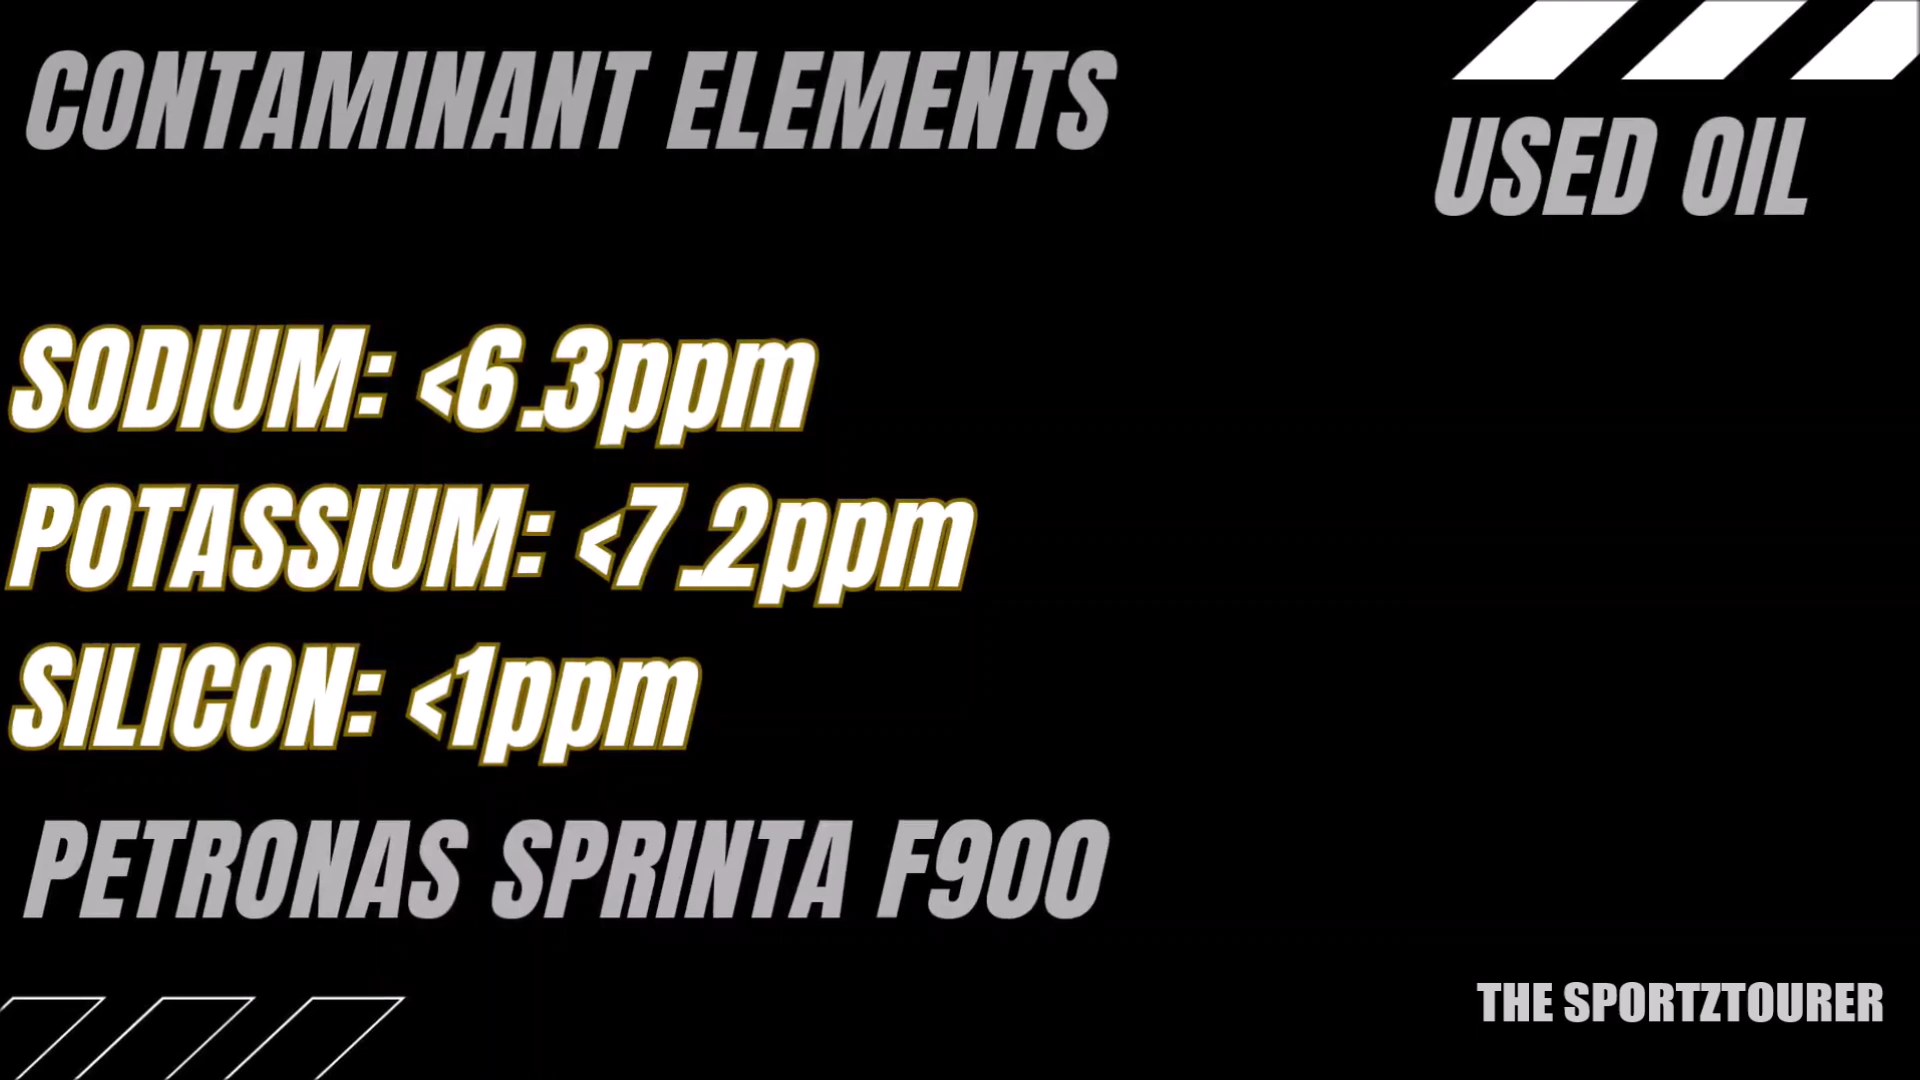 CONTAMINANT ELEMENTS
USED OIL
SODIUM: <6.3ppm
POTASSIUM: <7.2ppm
SILICON: <1ppm
PETRONAS SPRINTA F900
THE SPORTZTOURER